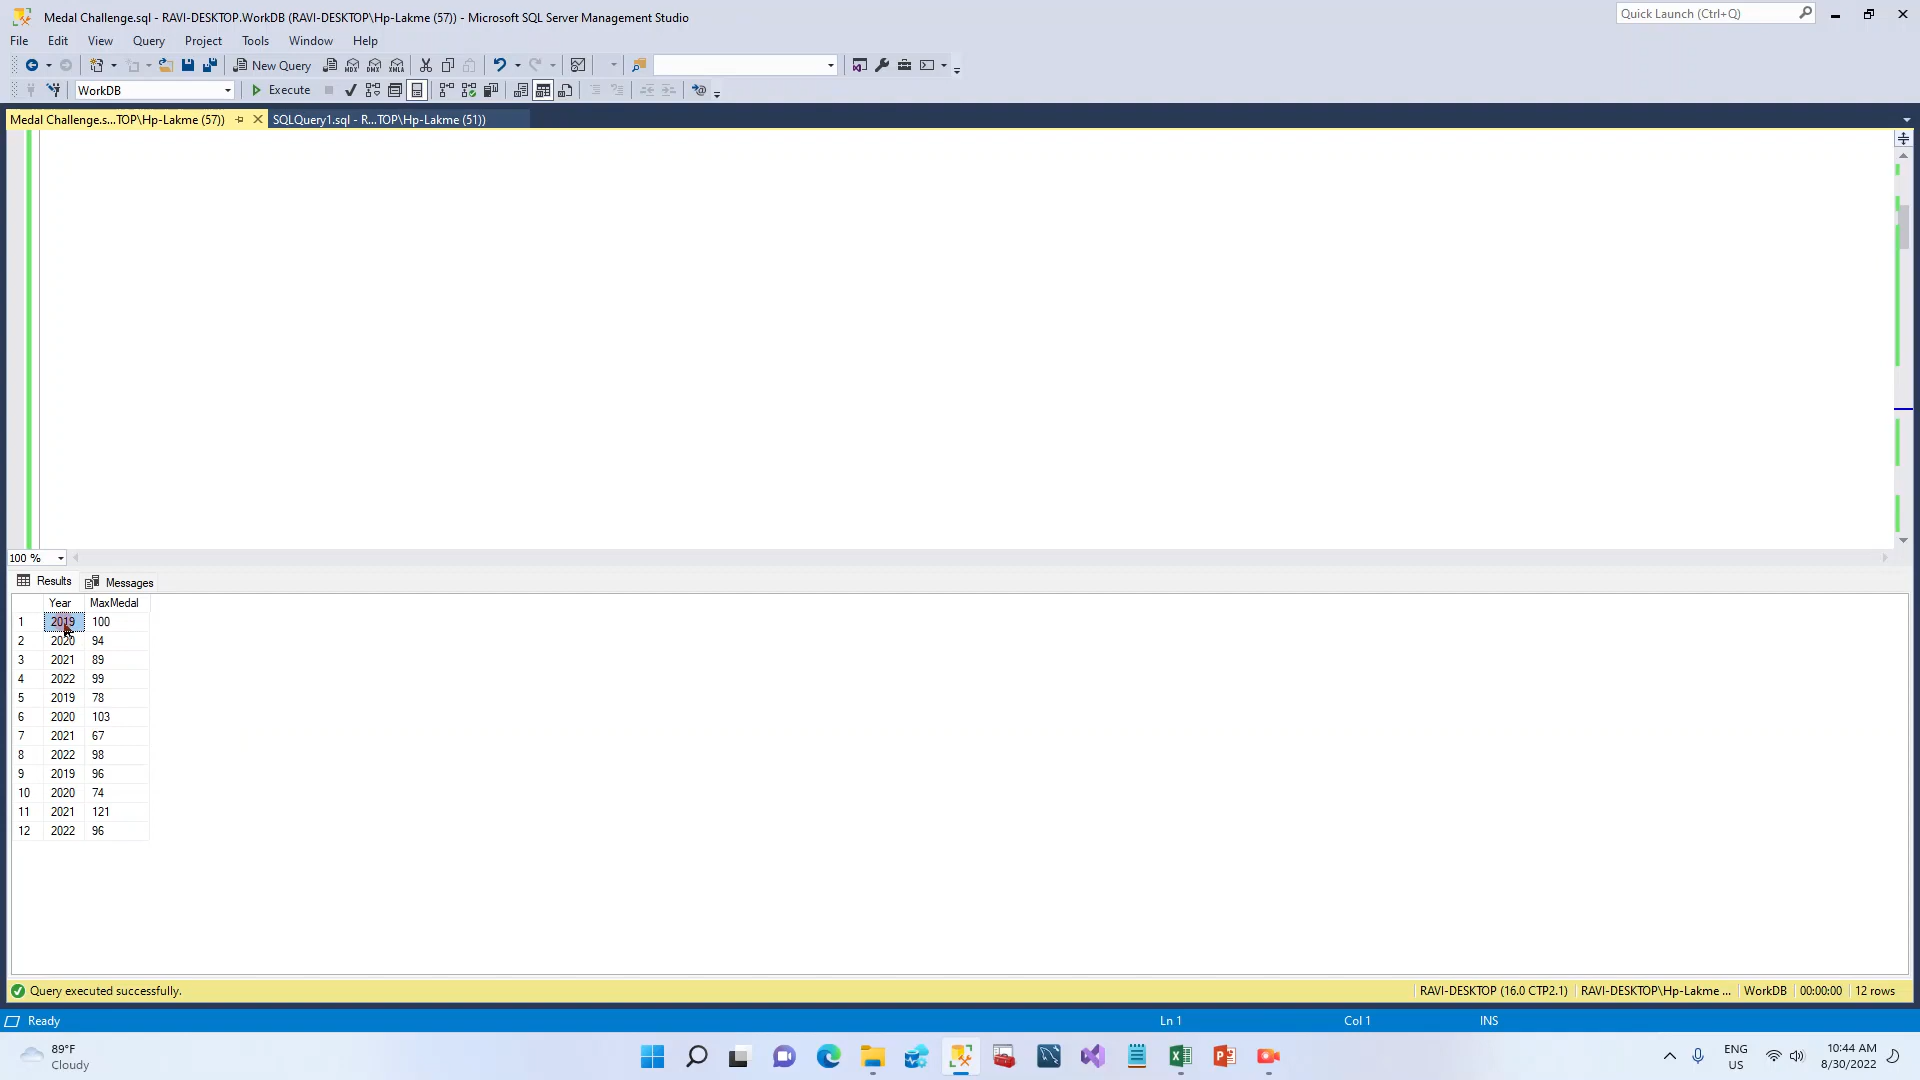 Medal Challenge.sql - RAVI-DESKTOP.WorkDB (RAVI-DESKTOP\Hp-Lakme (57)) - Microsoft SQL Server Management Studio
Quick Launch (Ctrl+Q)
File Edit View Query Project Tools Window Help
New Query
WorkDB
Execute
Medal Challenge.s...TOP\Hp-Lakme (57))
SQLQuery1.sql - R...TOP\Hp-Lakme (51))
100 %
Results Messages
Year MaxMedal
1 2019 100
2 2020 94
3 2021 89
4 2022 99
5 2019 78
6 2020 103
7 2021 67
8 2022 98
9 2019 96
10 2020 74
11 2021 121
12 2022 96
Query executed successfully.
RAVI-DESKTOP (16.0 CTP2.1) RAVI-DESKTOP\Hp-Lakme ... WorkDB 00:00:00 12 rows
Ready Ln 1 Col 1 INS
89°F
Cloudy
ENG
US
10:44 AM
8/30/2022